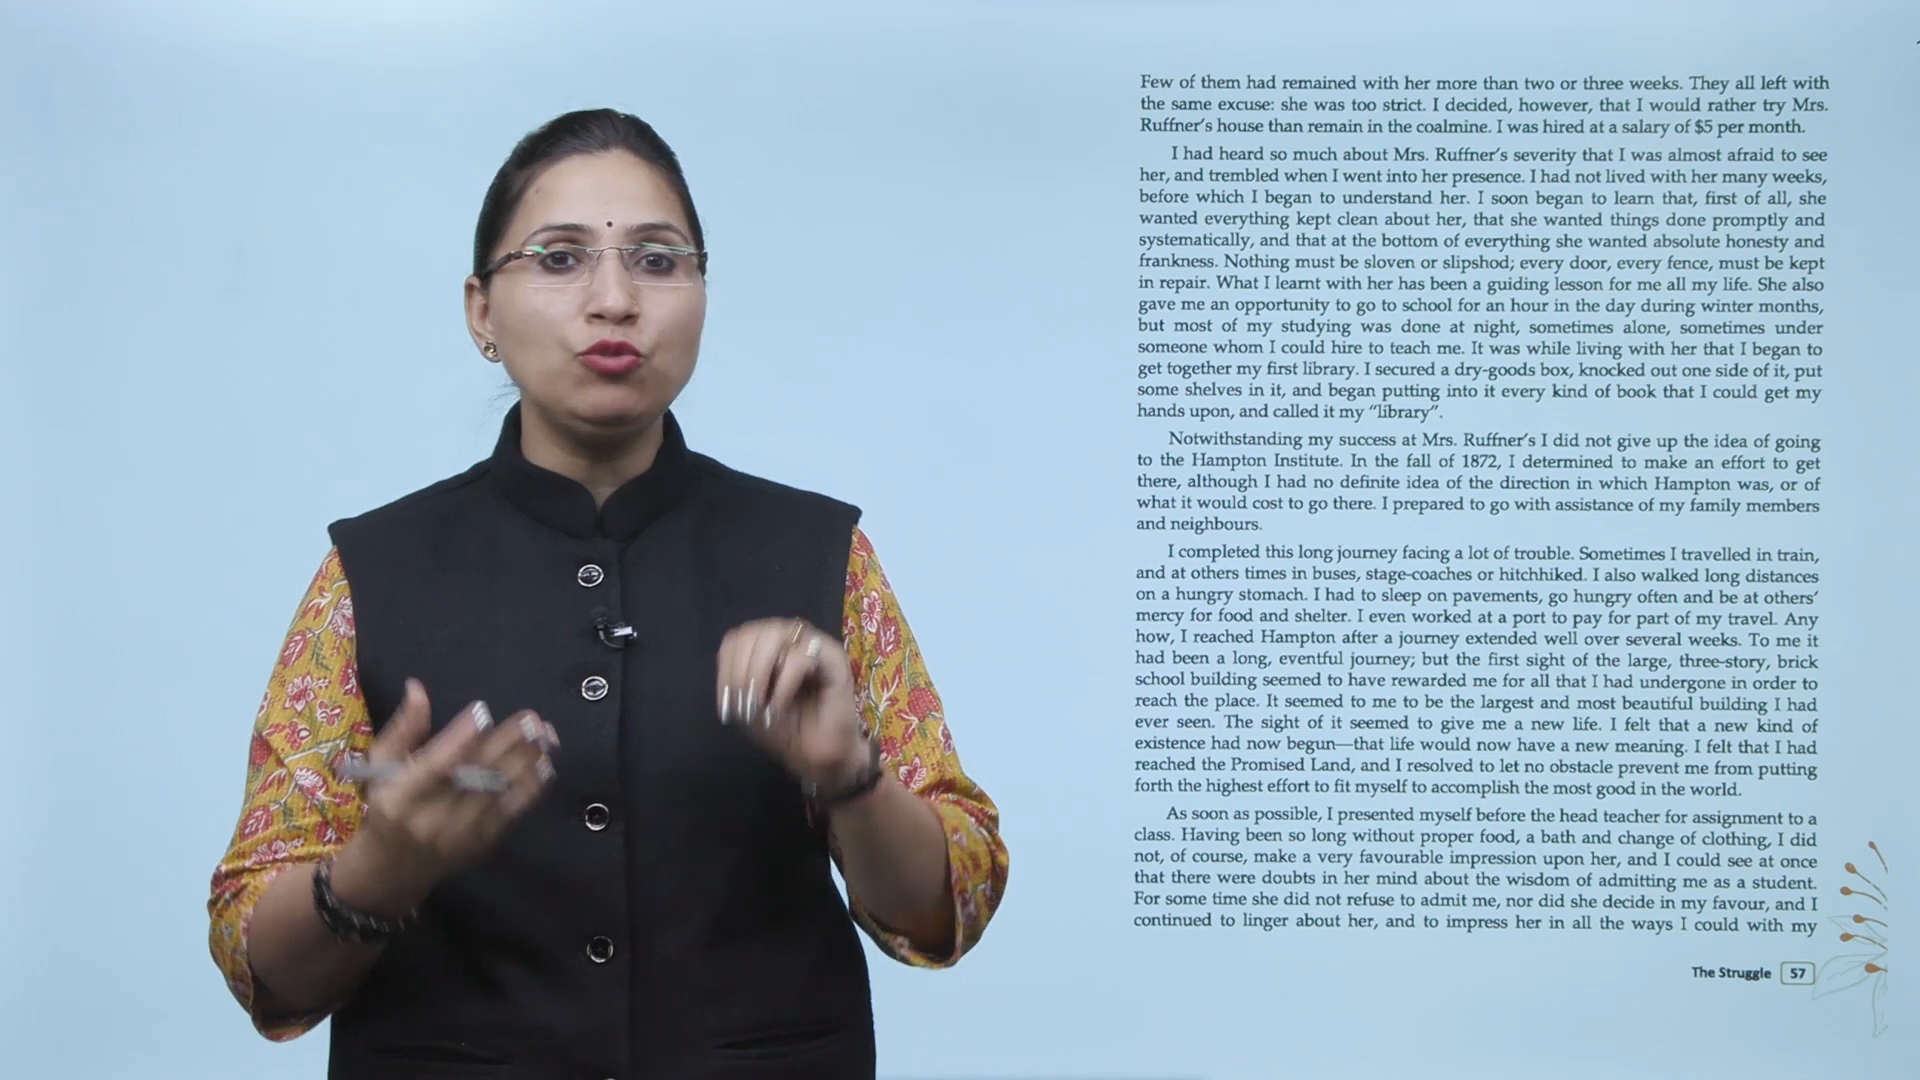 Few of them had remained with her more than two or three weeks. They all left with
the same excuse: she was too strict. I decided, however, that I would rather try Mrs.
Ruffner's house than remain in the coalmine. I was hired at a salary of $5 per month.
I had heard so much about Mrs. Ruffner's severity that I was almost afraid to see
her, and trembled when I went into her presence. I had not lived with her many weeks,
before which I began to understand her. I soon began to learn that, first of all, she
wanted everything kept clean about her, that she wanted things done promptly and
systematically, and that at the bottom of everything she wanted absolute honesty and
frankness. Nothing must be sloven or slipshod; every door, every fence, must be kept
in repair. What I learnt with her has been a guiding lesson for me all my life. She also
gave me an opportunity to go to school for an hour in the day during winter months,
but most of my studying was done at night, sometimes alone, sometimes under
someone whom I could hire to teach me. It was while living with her that I began to
get together my first library. I secured a dry-goods box, knocked out one side of it, put
some shelves in it, and began putting into it every kind of book that I could get my
hands upon, and called it my "library".
Notwithstanding my success at Mrs. Ruffner's I did not give up the idea of going
to the Hampton Institute. In the fall of 1872, I determined to make an effort to get
there, although I had no definite idea of the direction in which Hampton was, or of
what it would cost to go there. I prepared to go with assistance of my family members
and neighbours.
I completed this long journey facing a lot of trouble. Sometimes I travelled in train,
and at others times in buses, stage-coaches or hitchhiked. I also walked long distances
on a hungry stomach. I had to sleep on pavements, go hungry often and be at others'
mercy for food and shelter. I even worked at a port to pay for part of my travel. Any
how, I reached Hampton after a journey extended well over several weeks. To me it
had been a long, eventful journey; but the first sight of the large, three-story, brick
school building seemed to have rewarded me for all that I had undergone in order to
reach the place. It seemed to me to be the largest and most beautiful building I had
ever seen. The sight of it seemed to give me a new life. I felt that a new kind of
existence had now begun—that life would now have a new meaning. I felt that I had
reached the Promised Land, and I resolved to let no obstacle prevent me from putting
forth the highest effort to fit myself to accomplish the most good in the world.
As soon as possible, I presented myself before the head teacher for assignment to a
class. Having been so long without proper food, a bath and change of clothing, I did
not, of course, make a very favourable impression upon her, and I could see at once
that there were doubts in her mind about the wisdom of admitting me as a student.
For some time she did not refuse to admit me, nor did she decide in my favour, and I
continued to linger about her, and to impress her in all the ways I could with my
The Struggle 57